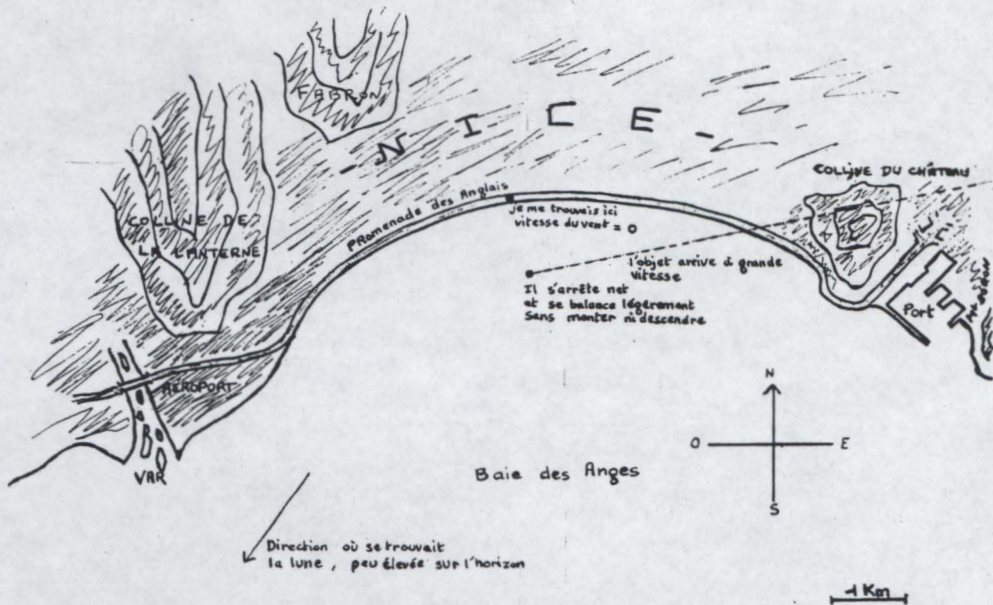 FABRON
- NICE -
COLLINE DU CHÂTEAU
Promenade des Anglais
je me trouvais ici
vitesse du vent = 0
COLLINE DE
LA LANTERNE
l'objet arrive à grande
vitesse
Il s'arrête net
et se balance légèrement
Sans monter ni descendre
Port
AÉROPORT
N
O
E
S
Baie des Anges
VAR
Direction où se trouvait
la lune, peu élevée sur l'horizon
1 Km